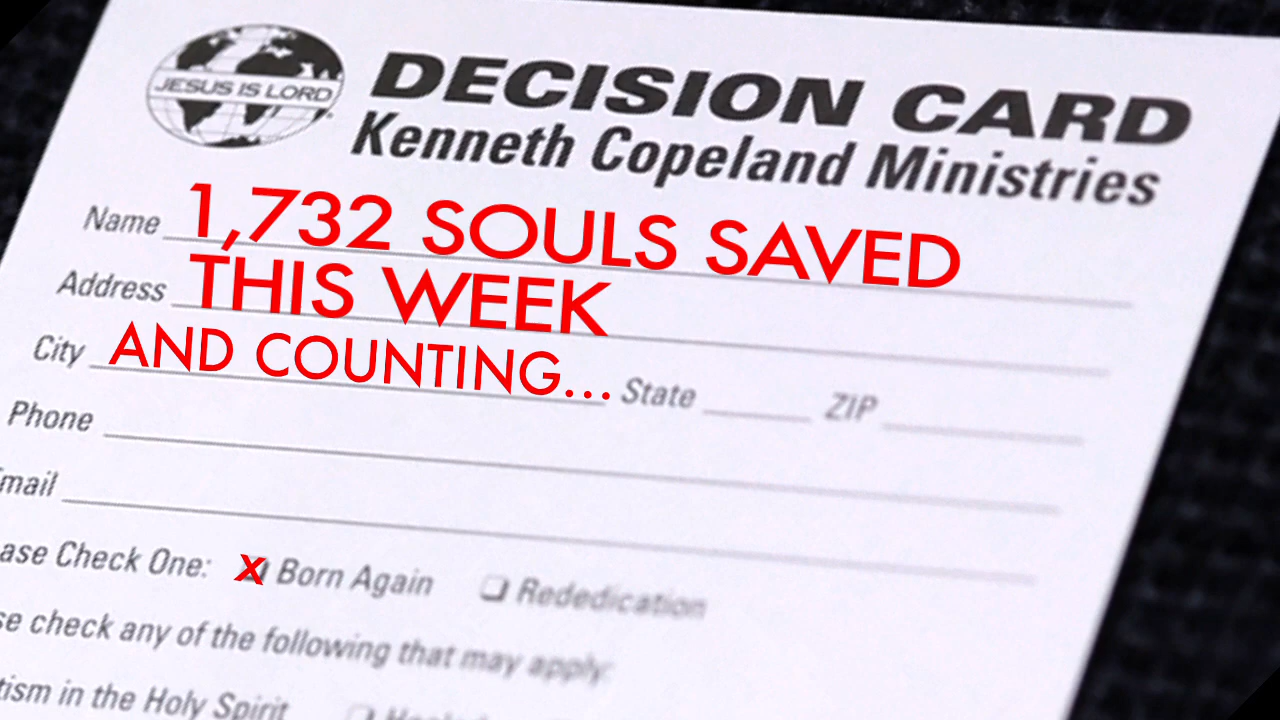 JESUS IS LORD
DECISION CARD
Kenneth Copeland Ministries
Name 1,732 SOULS SAVED
Address THIS WEEK
City AND COUNTING... State ZIP
Phone
Email
ase Check One: X Born Again Rededication
se check any of the following that may apply:
tism in the Holy Spirit